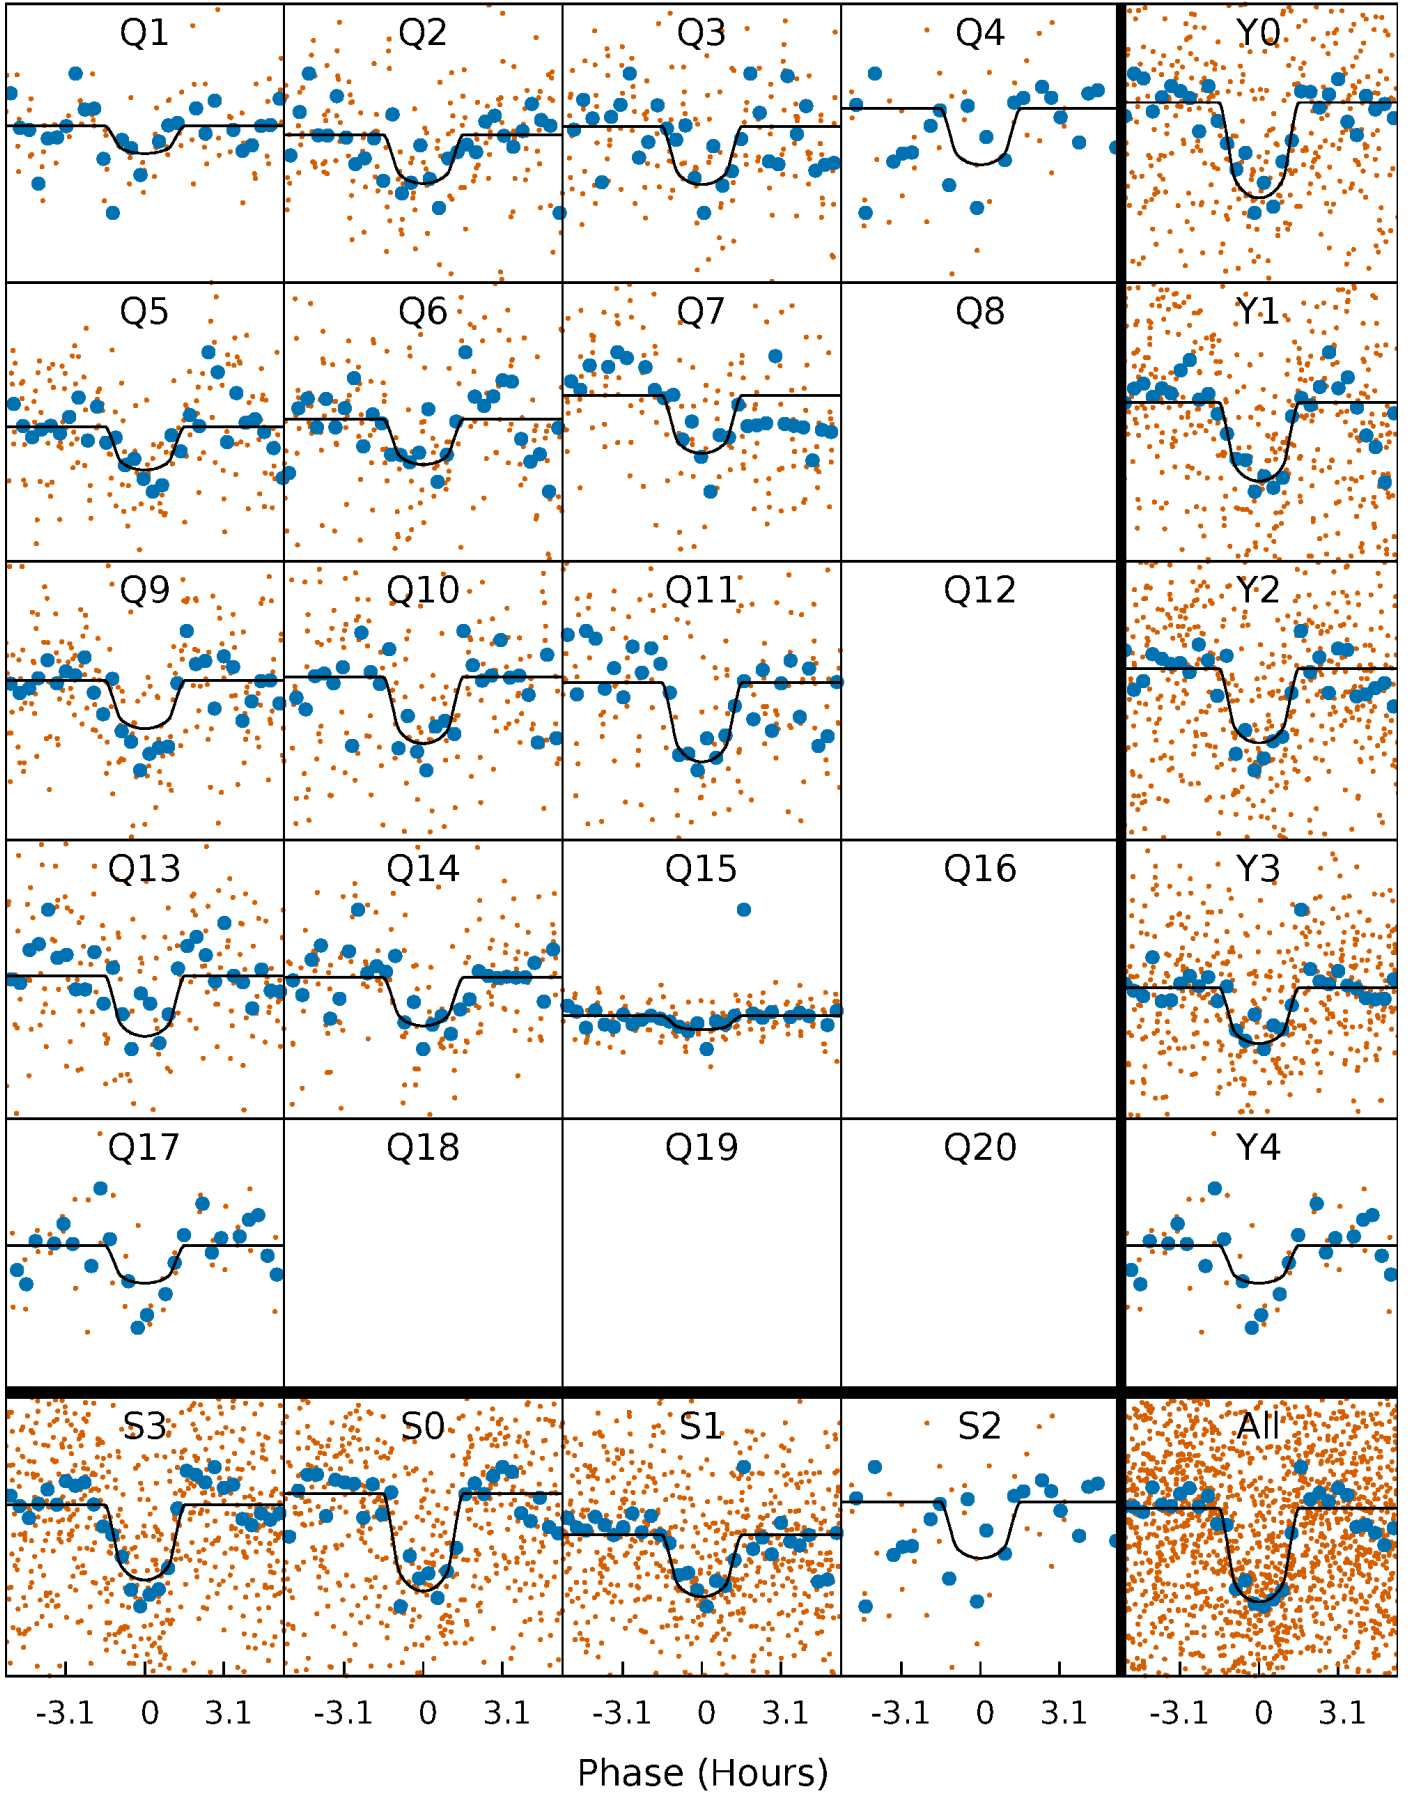 Q1 Q2 Q3 Q4 Y0
Q5 Q6 Q7 Q8 Y1
Q9 Q10 Q11 Q12 Y2
Q13 Q14 Q15 Q16 Y3
Q17 Q18 Q19 Q20 Y4
S3 S0 S1 S2 All
-3.1 0 3.1 -3.1 0 3.1 -3.1 0 3.1 -3.1 0 3.1 -3.1 0 3.1
Phase (Hours)